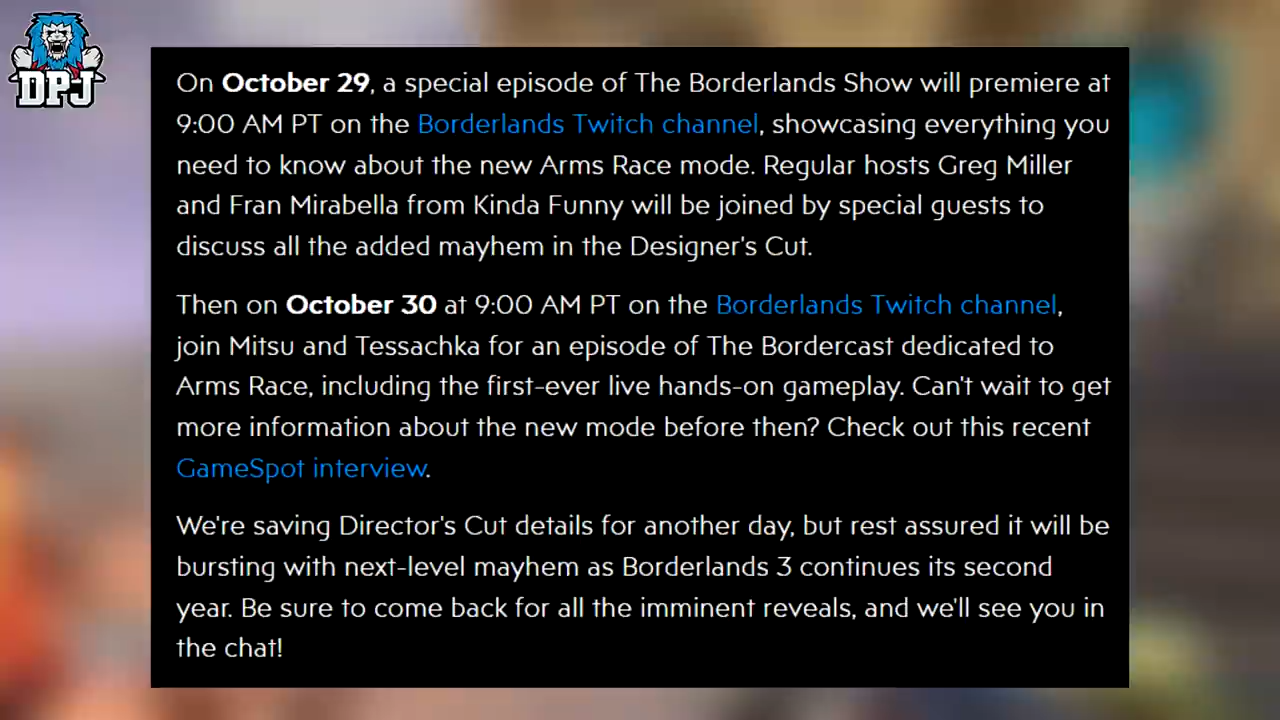 DPJ
On October 29, a special episode of The Borderlands Show will premiere at
9:00 AM PT on the Borderlands Twitch channel, showcasing everything you
need to know about the new Arms Race mode. Regular hosts Greg Miller
and Fran Mirabella from Kinda Funny will be joined by special guests to
discuss all the added mayhem in the Designer's Cut.
Then on October 30 at 9:00 AM PT on the Borderlands Twitch channel,
join Mitsu and Tessachka for an episode of The Bordercast dedicated to
Arms Race, including the first-ever live hands-on gameplay. Can't wait to get
more information about the new mode before then? Check out this recent
GameSpot interview.
We're saving Director's Cut details for another day, but rest assured it will be
bursting with next-level mayhem as Borderlands 3 continues its second
year. Be sure to come back for all the imminent reveals, and we'll see you in
the chat!